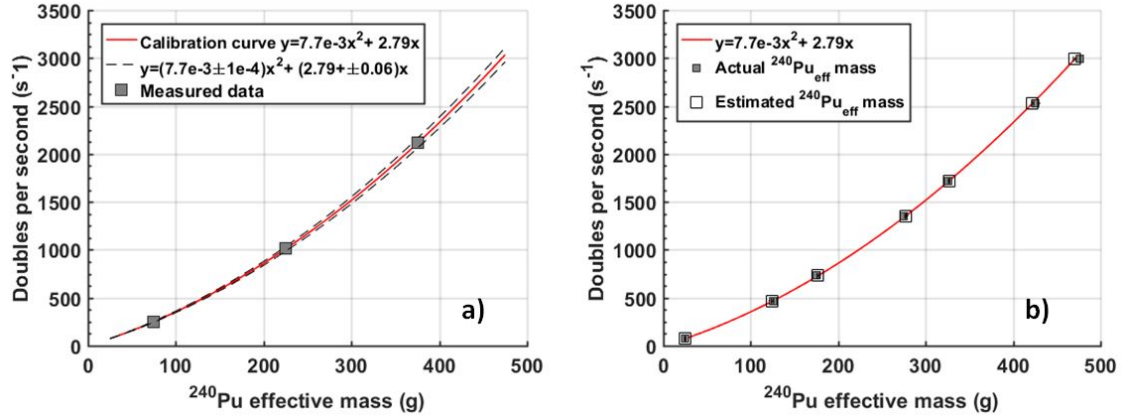 3500
3000
2500
2000
1500
1000
500
0
Doubles per second (s⁻¹)
Calibration curve y=7.7e-3x²+ 2.79x
y=(7.7e-3±1e-4)x²+ (2.79+±0.06)x
Measured data
a)
0 100 200 300 400 500
²⁴⁰Pu effective mass (g)
3500
3000
2500
2000
1500
1000
500
0
Doubles per second (s⁻¹)
y=7.7e-3x²+ 2.79x
Actual ²⁴⁰Pu_eff mass
Estimated ²⁴⁰Pu_eff mass
b)
0 100 200 300 400 500
²⁴⁰Pu effective mass (g)